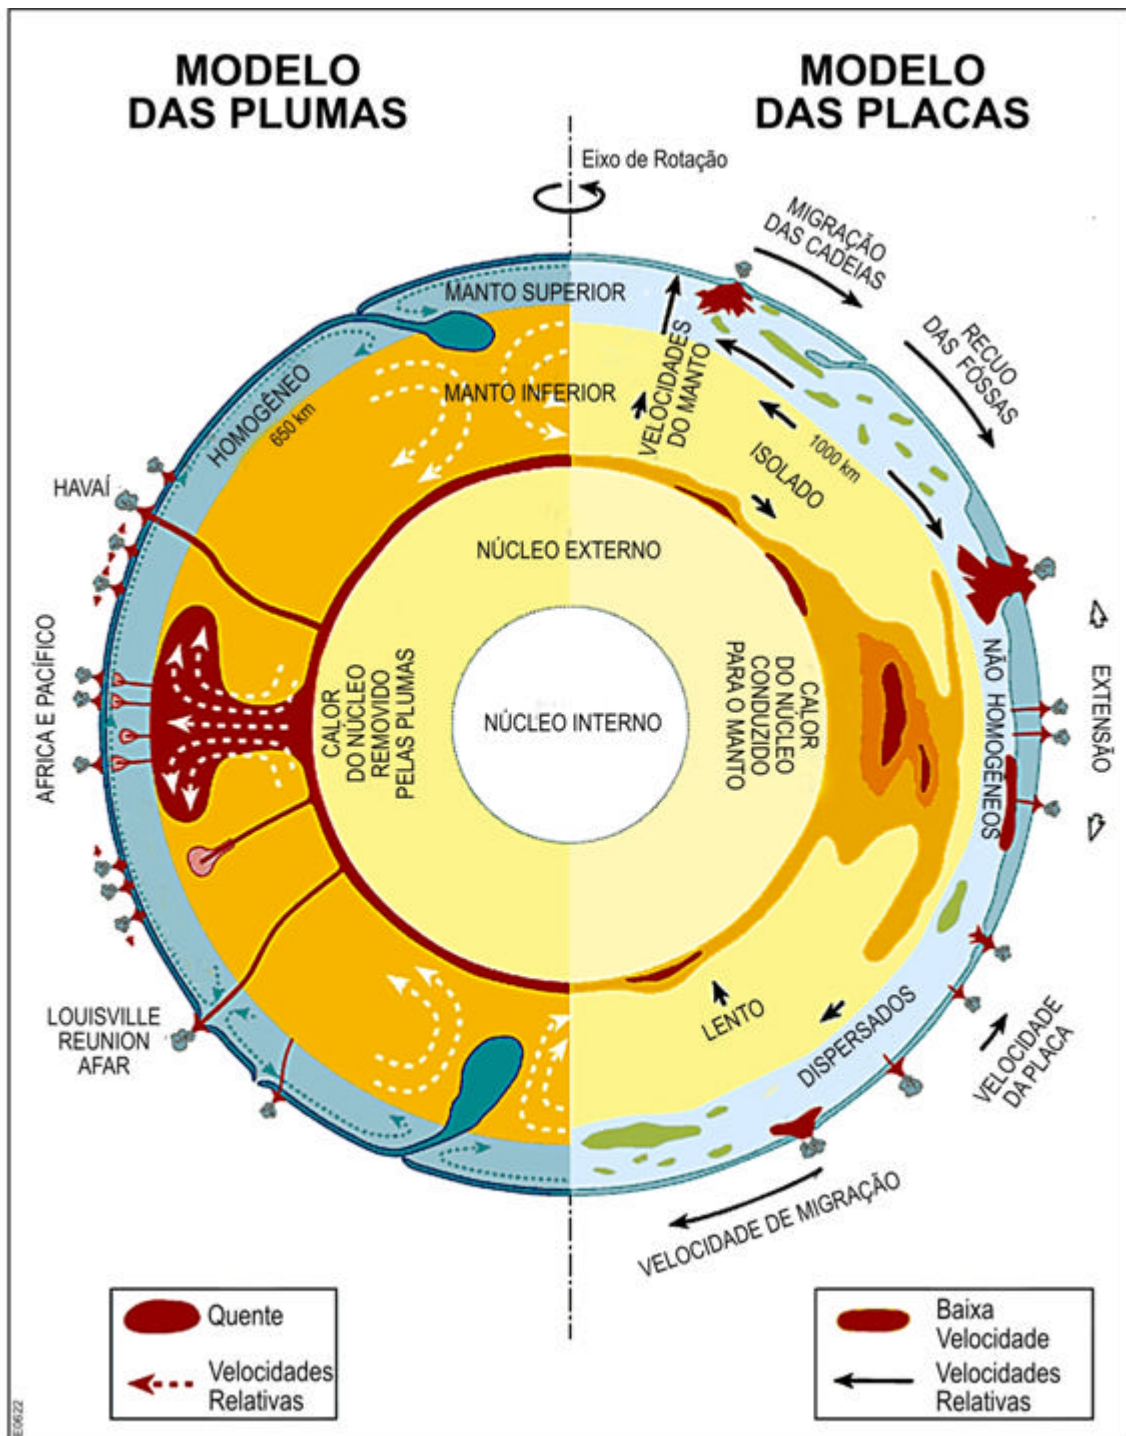 MODELO
DAS PLUMAS
MODELO
DAS PLACAS
Eixo de Rotação
MIGRAÇÃO
DAS CADEIAS
RECUO
DAS FÓSSAS
MANTO SUPERIOR
VELOCIDADES
DO MANTO
MANTO INFERIOR
HOMOGÊNEO
650 km
1000 km
ISOLADO
HAVAÍ
NÚCLEO EXTERNO
AFRICA E PACÍFICO
CALOR
DO NÚCLEO
REMOVIDO
PELAS PLUMAS
NÚCLEO INTERNO
CALOR
DO NÚCLEO
CONDUZIDO
PARA O MANTO
NÃO HOMOGÊNEOS
EXTENSÃO
LOUISVILLE
REUNION
AFAR
LENTO
DISPERSADOS
VELOCIDADE
DA PLACA
VELOCIDADE DE MIGRAÇÃO
Quente
Velocidades
Relativas
Baixa
Velocidade
Velocidades
Relativas
E0622